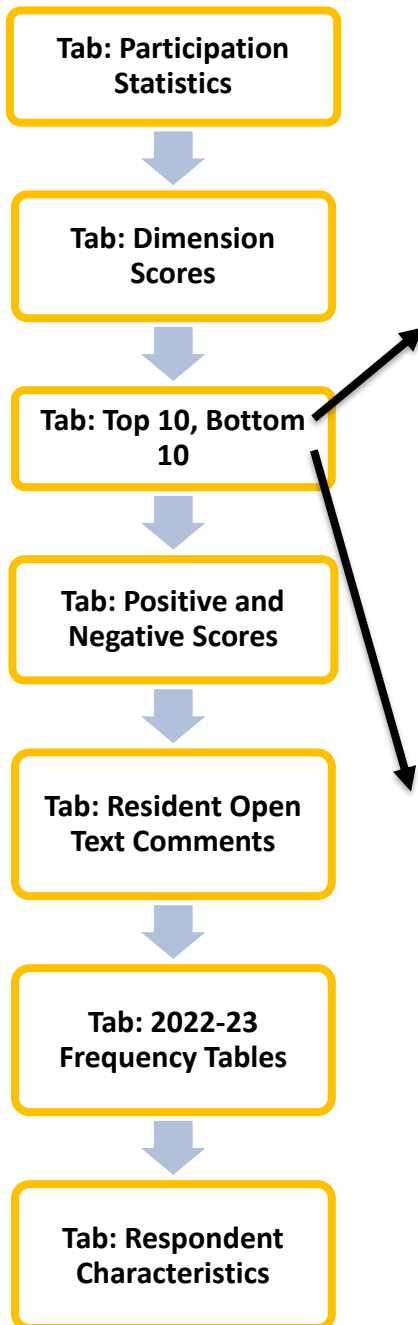 Tab: Participation
Statistics
Tab: Dimension
Scores
Tab: Top 10, Bottom
10
Tab: Positive and
Negative Scores
Tab: Resident Open
Text Comments
Tab: 2022-23
Frequency Tables
Tab: Respondent
Characteristics